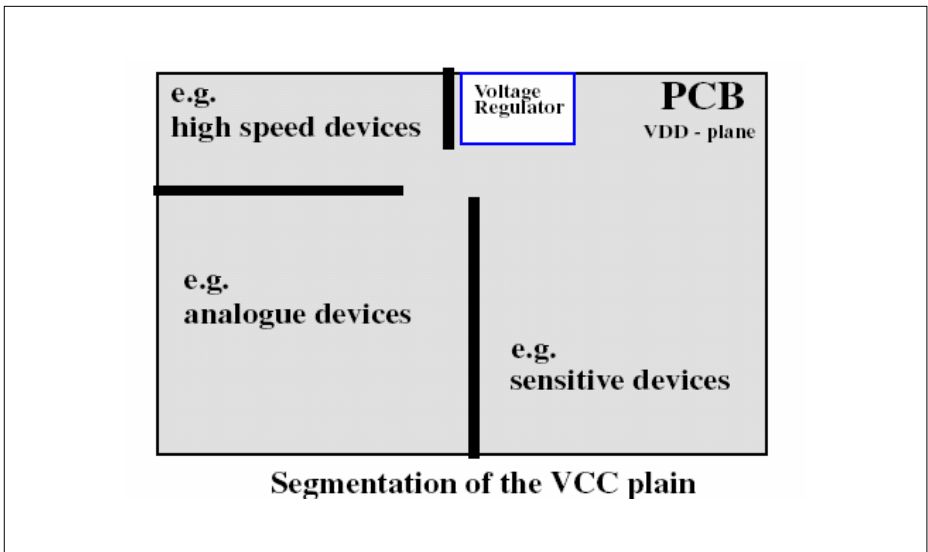 e.g.
high speed devices
Voltage
Regulator
PCB
VDD - plane
e.g.
analogue devices
e.g.
sensitive devices
Segmentation of the VCC plain